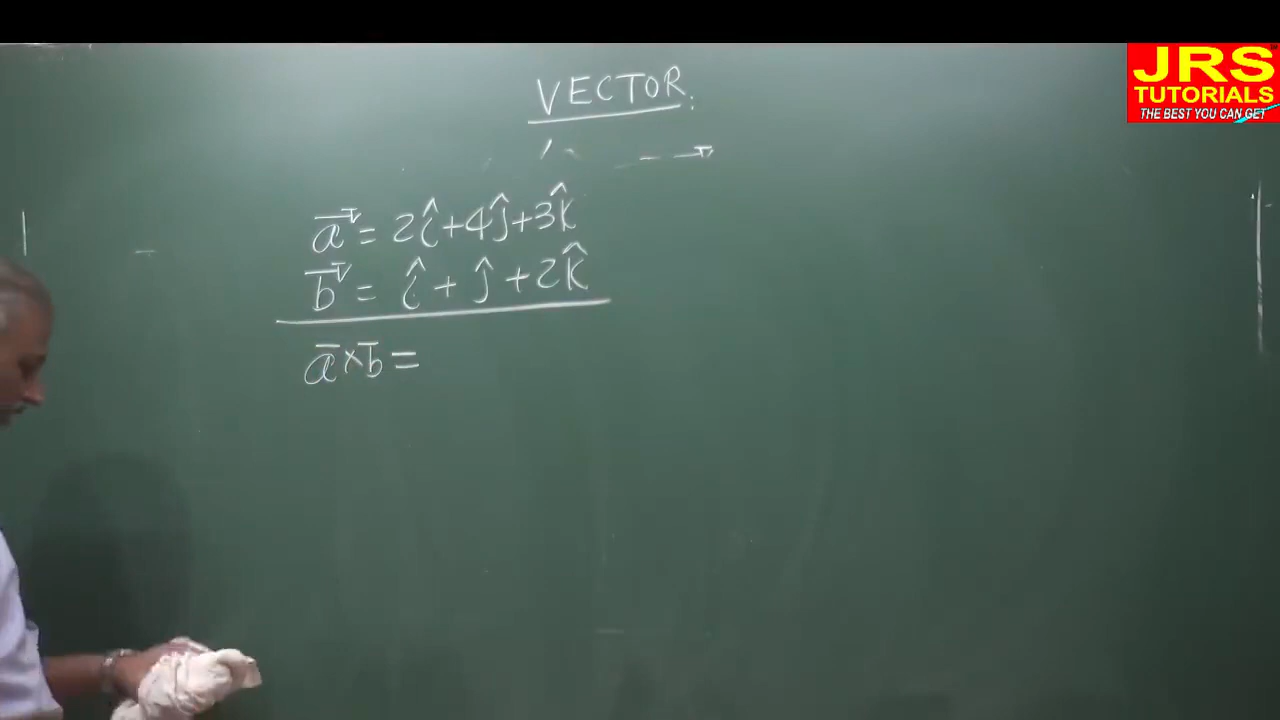 JRS
TUTORIALS
THE BEST YOU CAN GET
VECTOR:
a⃗ = 2î+4ĵ+3k̂
b⃗ = î + ĵ + 2k̂
a̅×b̅ =